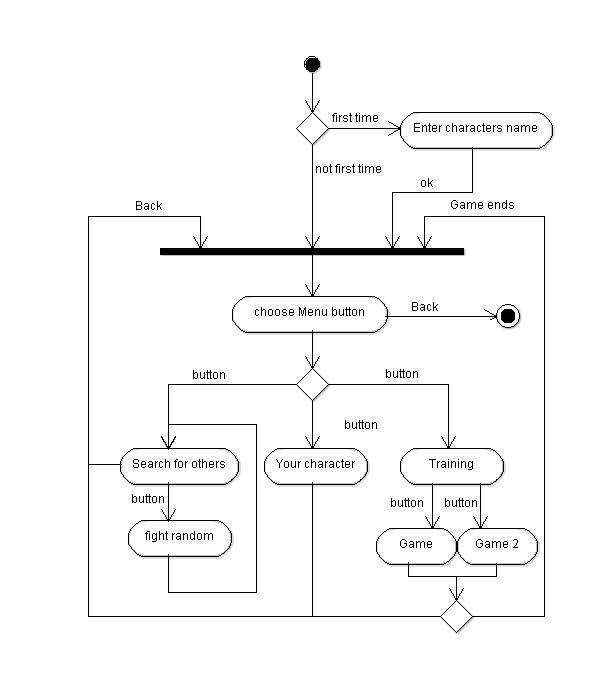 first time
Enter characters name
not first time
ok
Back
Game ends
choose Menu button
Back
button
button
button
Search for others
Your character
Training
button
button
button
fight random
Game
Game 2